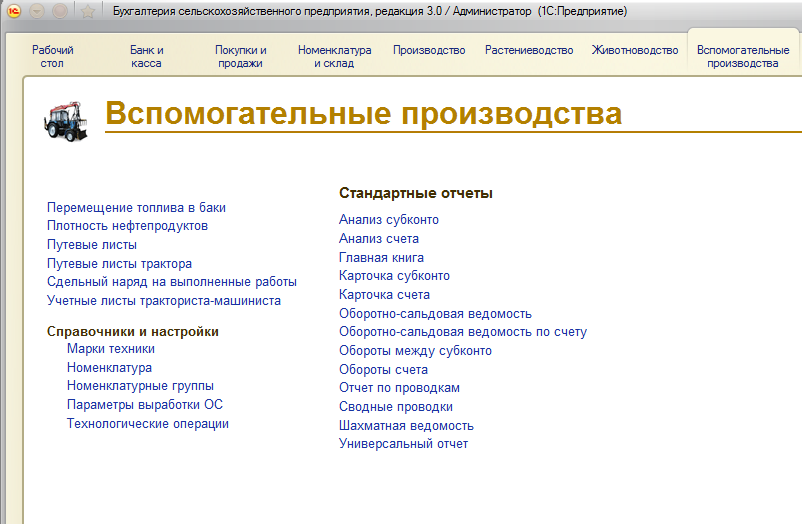 Бухгалтерия сельскохозяйственного предприятия, редакция 3.0 / Администратор (1С:Предприятие)
Рабочий стол
Банк и касса
Покупки и продажи
Номенклатура и склад
Производство
Растениеводство
Животноводство
Вспомогательные производства
Вспомогательные производства
Перемещение топлива в баки
Плотность нефтепродуктов
Путевые листы
Путевые листы трактора
Сдельный наряд на выполненные работы
Учетные листы тракториста-машиниста
Справочники и настройки
Марки техники
Номенклатура
Номенклатурные группы
Параметры выработки ОС
Технологические операции
Стандартные отчеты
Анализ субконто
Анализ счета
Главная книга
Карточка субконто
Карточка счета
Оборотно-сальдовая ведомость
Оборотно-сальдовая ведомость по счету
Обороты между субконто
Обороты счета
Отчет по проводкам
Сводные проводки
Шахматная ведомость
Универсальный отчет